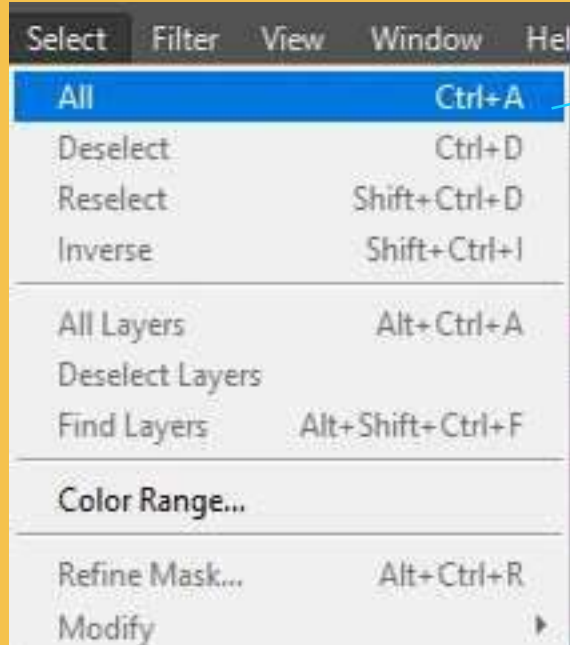 Select Filter View Window Hel
All Ctrl+A
Deselect Ctrl+D
Reselect Shift+Ctrl+D
Inverse Shift+Ctrl+I
All Layers Alt+Ctrl+A
Deselect Layers
Find Layers Alt+Shift+Ctrl+F
Color Range...
Refine Mask... Alt+Ctrl+R
Modify